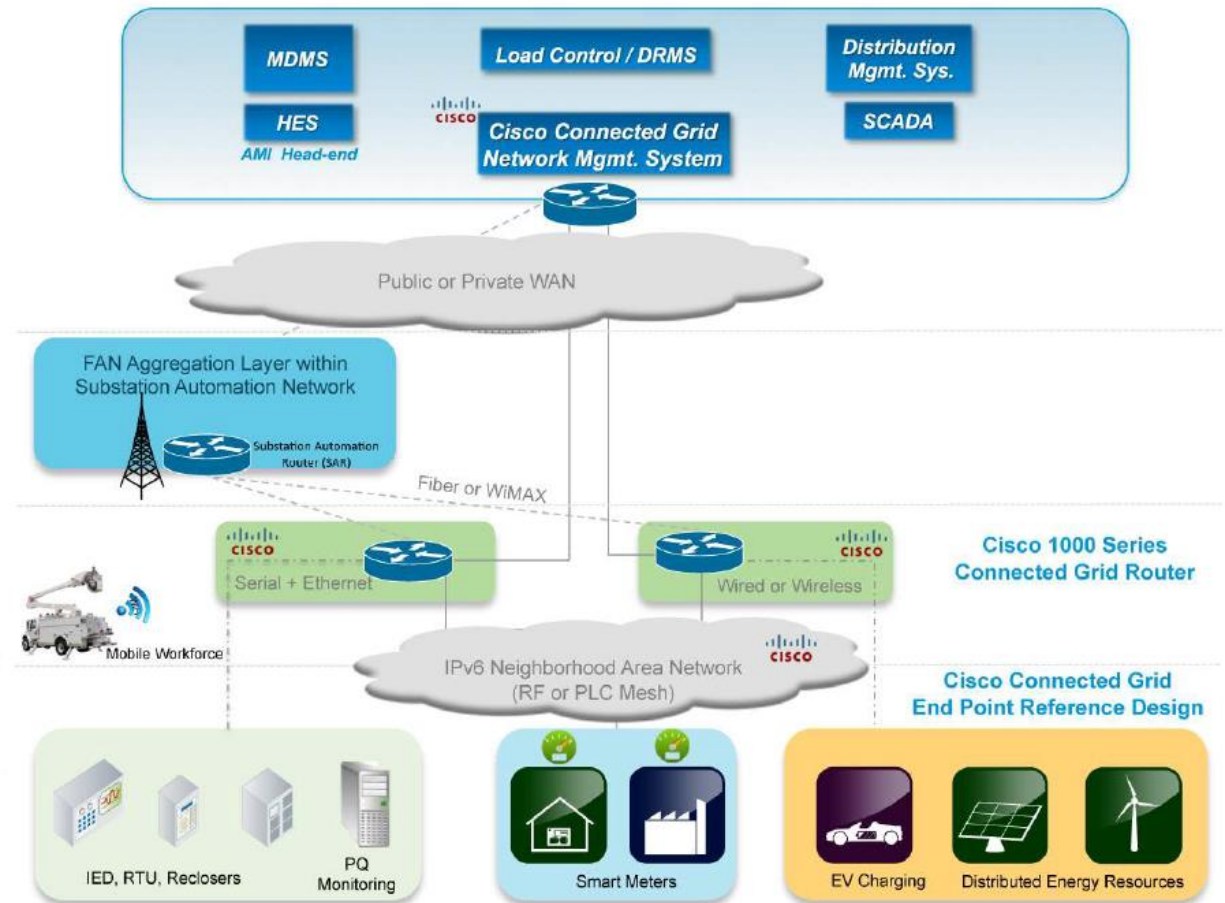 MDMS
Load Control / DRMS
Distribution
Mgmt. Sys.
HES
AMI Head-end
CISCO
Cisco Connected Grid
Network Mgmt. System
SCADA
Public or Private WAN
FAN Aggregation Layer within
Substation Automation Network
Substation Automation
Router (SAR)
Fiber or WiMAX
CISCO
Serial + Ethernet
CISCO
Wired or Wireless
Cisco 1000 Series
Connected Grid Router
Mobile Workforce
IPv6 Neighborhood Area Network
(RF or PLC Mesh)
CISCO
Cisco Connected Grid
End Point Reference Design
IED, RTU, Reclosers
PQ
Monitoring
Smart Meters
EV Charging
Distributed Energy Resources